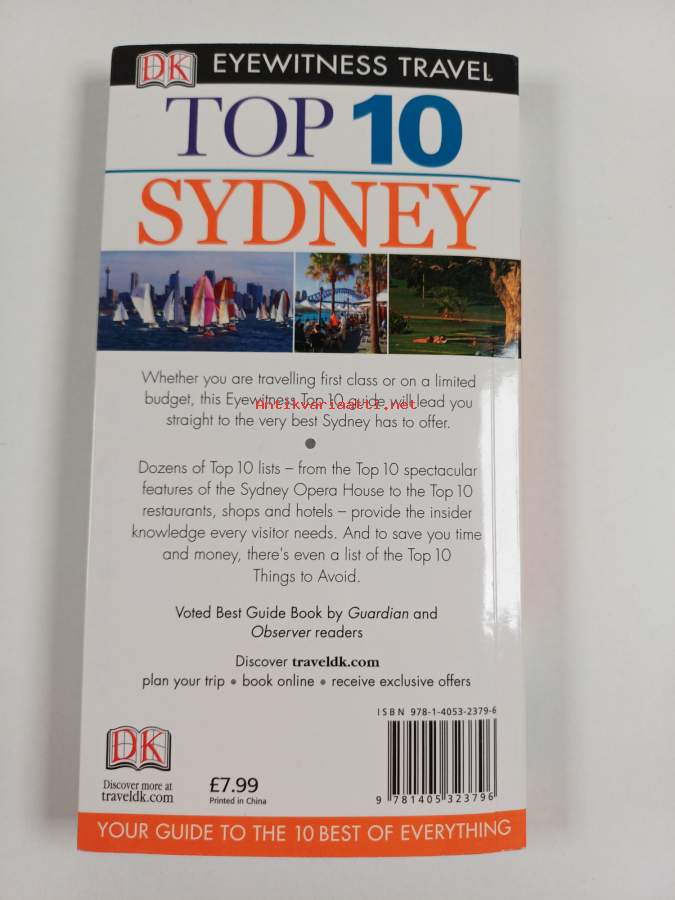 DK EYEWITNESS TRAVEL
TOP 10
SYDNEY
Whether you are travelling first class or on a limited
budget, this Eyewitness Top 10 guide will lead you
Antikvariaatti.net
straight to the very best Sydney has to offer.
Dozens of Top 10 lists – from the Top 10 spectacular
features of the Sydney Opera House to the Top 10
restaurants, shops and hotels – provide the insider
knowledge every visitor needs. And to save you time
and money, there's even a list of the Top 10
Things to Avoid.
Voted Best Guide Book by Guardian and
Observer readers
Discover traveldk.com
plan your trip • book online • receive exclusive offers
ISBN 978-1-4053-2379-6
DK
Discover more at
traveldk.com
£7.99
Printed in China
9 781405 323796
YOUR GUIDE TO THE 10 BEST OF EVERYTHING